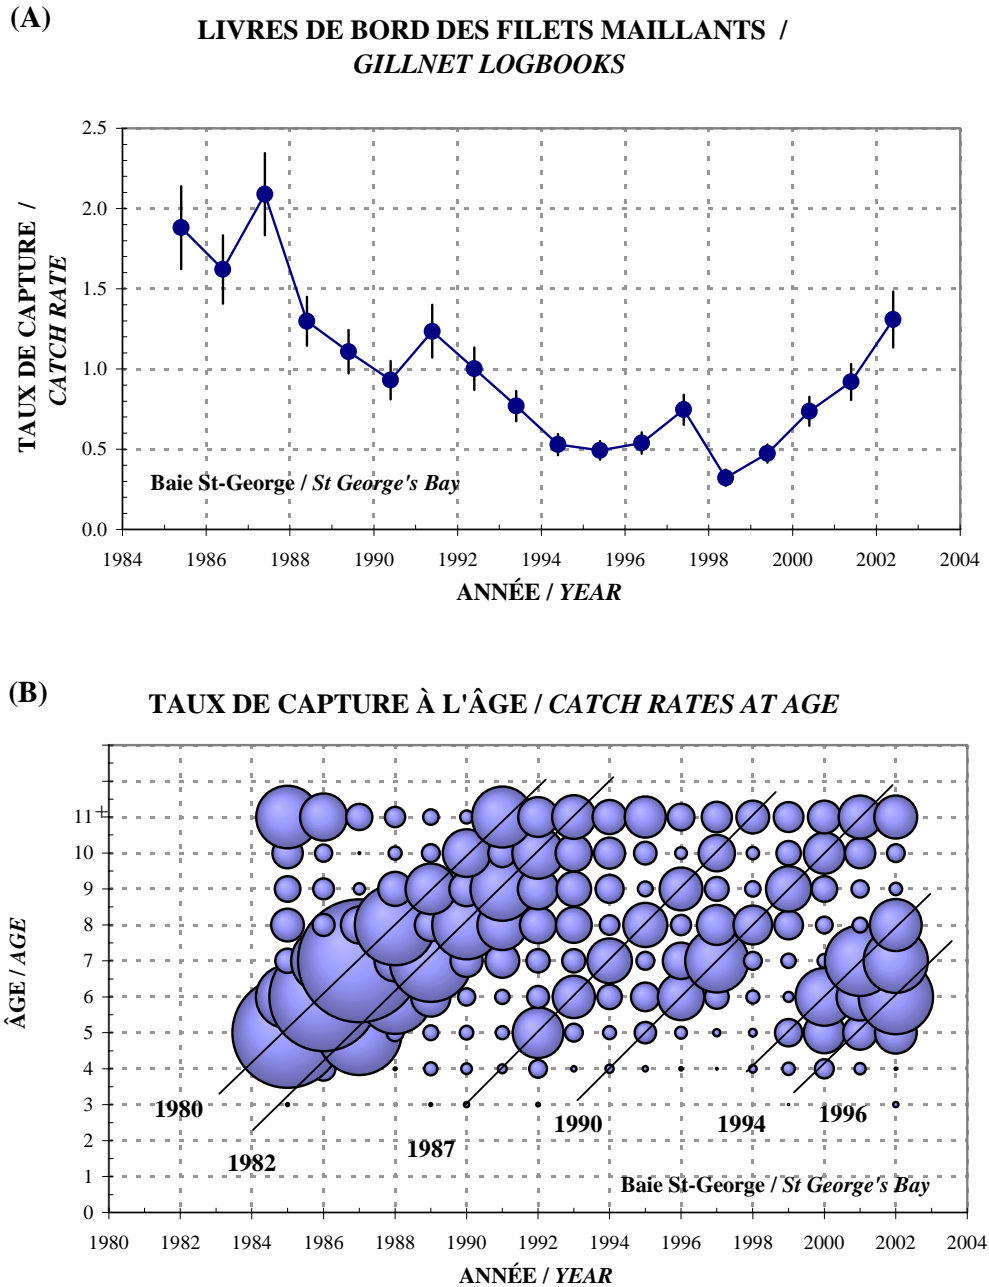 (A)
LIVRES DE BORD DES FILETS MAILLANTS /
GILLNET LOGBOOKS
TAUX DE CAPTURE /
CATCH RATE
2.5
2.0
1.5
1.0
0.5
0.0
Baie St-George / St George's Bay
1984 1986 1988 1990 1992 1994 1996 1998 2000 2002 2004
ANNÉE / YEAR
(B)
TAUX DE CAPTURE À L'ÂGE / CATCH RATES AT AGE
ÂGE / AGE
11+
10
9
8
7
6
5
4
3
2
1
0
1980
1982
1987
1990
1994
1996
Baie St-George / St George's Bay
1980 1982 1984 1986 1988 1990 1992 1994 1996 1998 2000 2002 2004
ANNÉE / YEAR